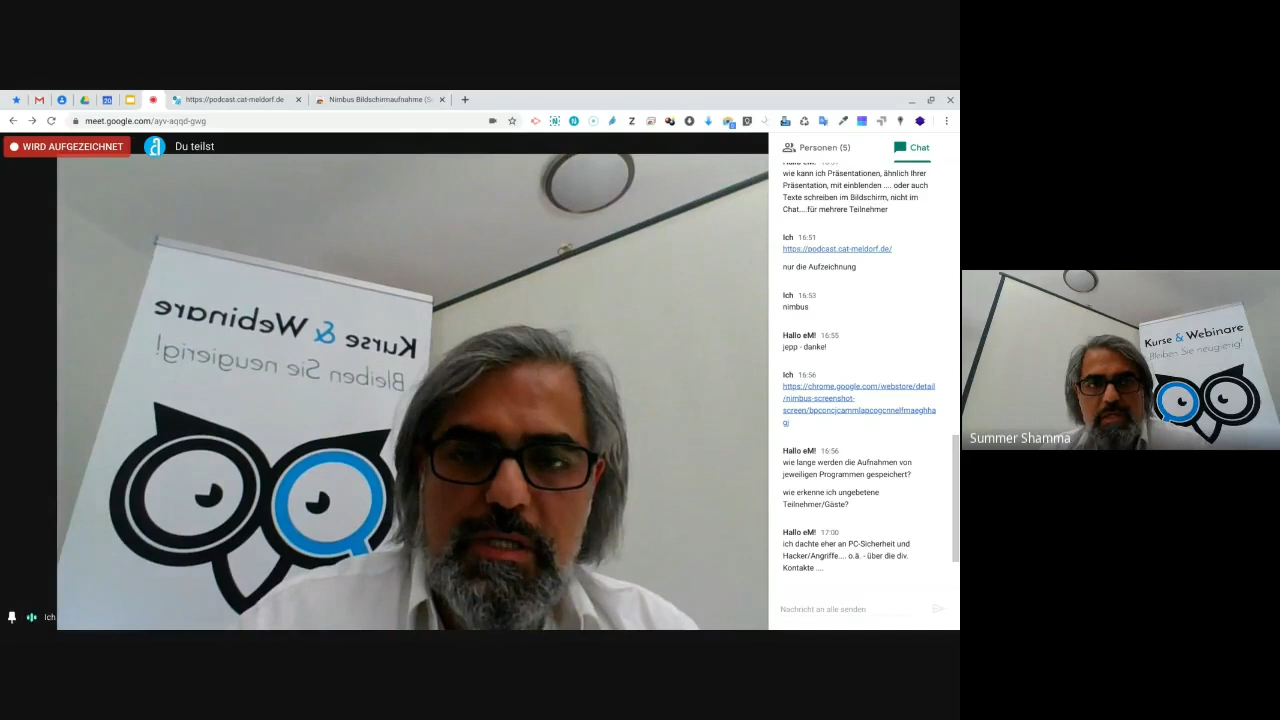 https://podcast.cat-meldorf.de
Nimbus Bildschirmaufnahme (S
meet.google.com/ayv-aqqd-gwg
WIRD AUFGEZEICHNET
Du teilst
Personen (5)
Chat
wie kann ich Präsentationen, ähnlich Ihrer
Präsentation, mit einblenden .... oder auch
Texte schreiben im Bildschirm, nicht im
Chat....für mehrere Teilnehmer
Ich 16:51
https://podcast.cat-meldorf.de/
nur die Aufzeichnung
Ich 16:53
nimbus
Hallo eM! 16:55
jepp - danke!
Ich 16:56
https://chrome.google.com/webstore/detail
/nimbus-screenshot-
screen/bpconcjcammlapcogcnnelfmaeghha
gj
Hallo eM! 16:56
wie lange werden die Aufnahmen von
jeweiligen Programmen gespeichert?
wie erkenne ich ungebetene
Teilnehmer/Gäste?
Hallo eM! 17:00
ich dachte eher an PC-Sicherheit und
Hacker/Angriffe.... o.ä. - über die div.
Kontakte ....
Nachricht an alle senden
Kurse & Webinare
Bleiben Sie neugierig!
Ich
Kurse & Webinare
Bleiben Sie neugierig!
Summer Shamma